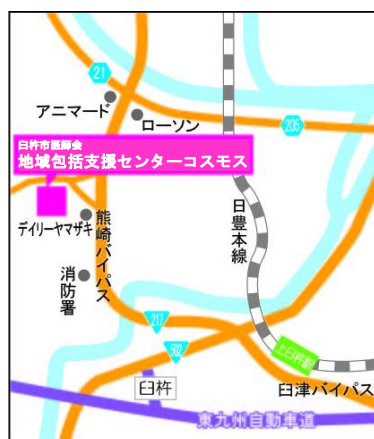 21
アニマード
ローソン
205
臼杵市医師会
地域包括支援センターコスモス
デイリーヤマザキ
熊崎バイパス
日豊本線
消防署
217
502
上臼杵駅
臼杵
臼津バイパス
東九州自動車道